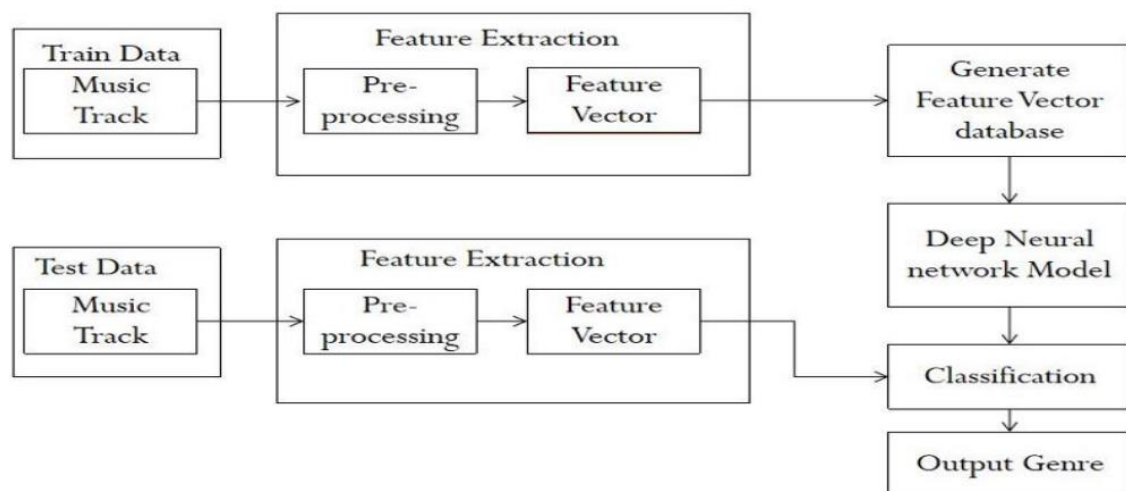 Train Data
Music
Track
Feature Extraction
Pre-
processing
Feature
Vector
Generate
Feature Vector
database
Deep Neural
network Model
Test Data
Music
Track
Feature Extraction
Pre-
processing
Feature
Vector
Classification
Output Genre